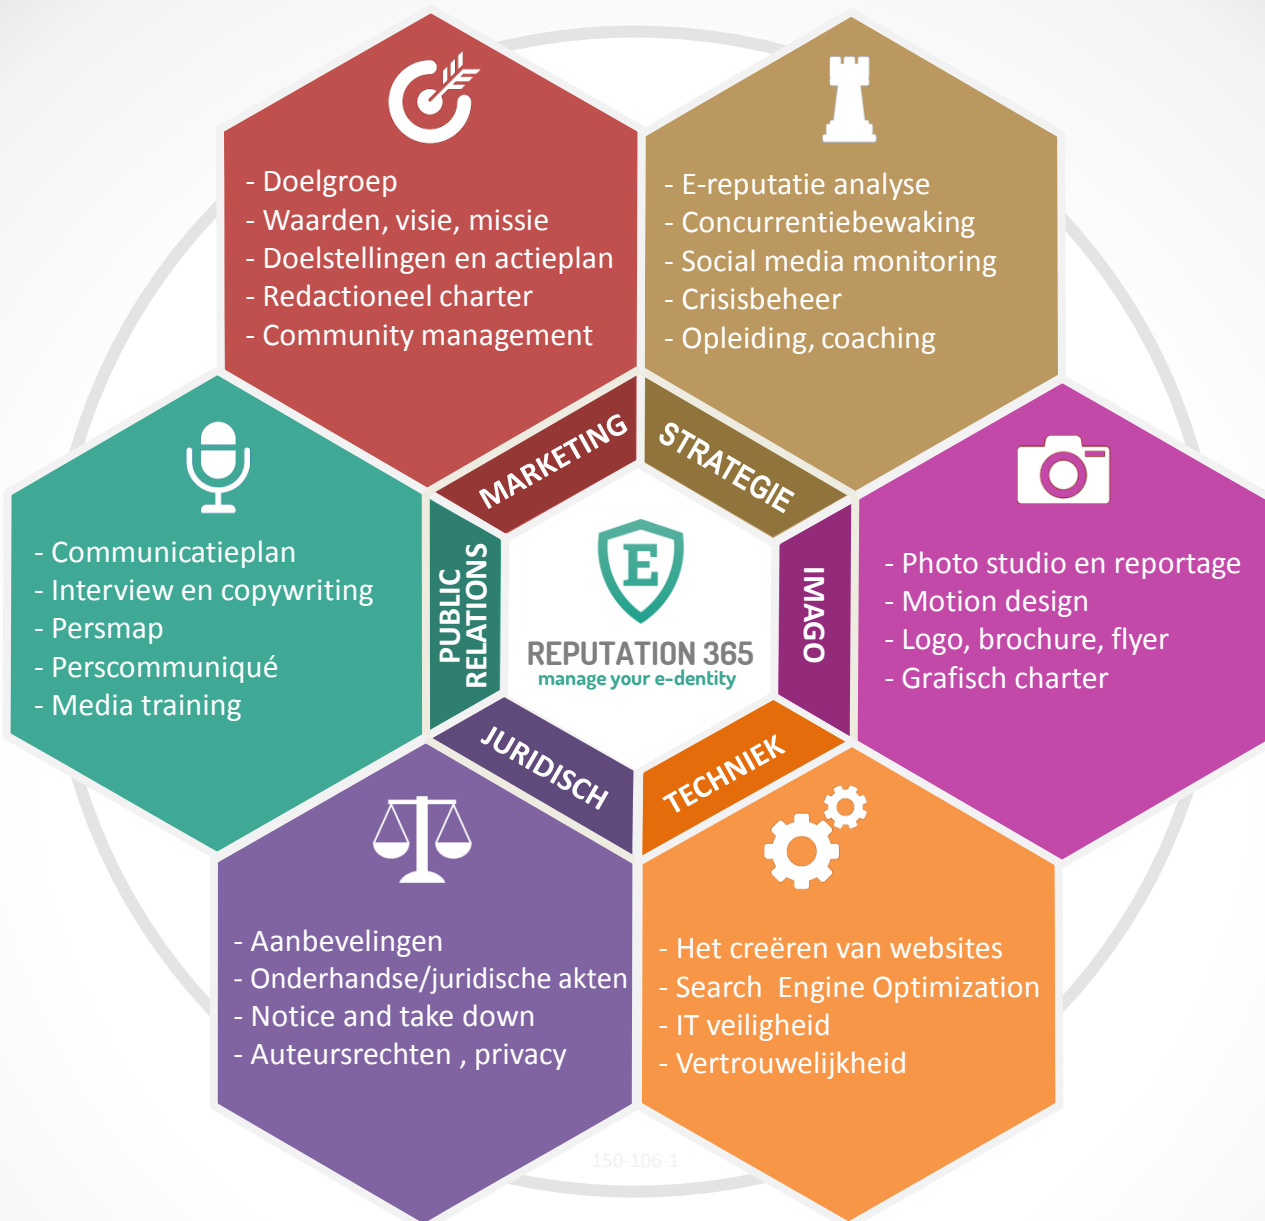 - Doelgroep
- Waarden, visie, missie
- Doelstellingen en actieplan
- Redactioneel charter
- Community management
MARKETING
- E-reputatie analyse
- Concurrentiebewaking
- Social media monitoring
- Crisisbeheer
- Opleiding, coaching
STRATEGIE
- Communicatieplan
- Interview en copywriting
- Persmap
- Perscommuniqué
- Media training
PUBLIC
RELATIONS
E
REPUTATION 365
manage your e-dentity
IMAGO
- Photo studio en reportage
- Motion design
- Logo, brochure, flyer
- Grafisch charter
JURIDISCH
- Aanbevelingen
- Onderhandse/juridische akten
- Notice and take down
- Auteursrechten , privacy
TECHNIEK
- Het creëren van websites
- Search  Engine Optimization
- IT veiligheid
- Vertrouwelijkheid
150-106-1